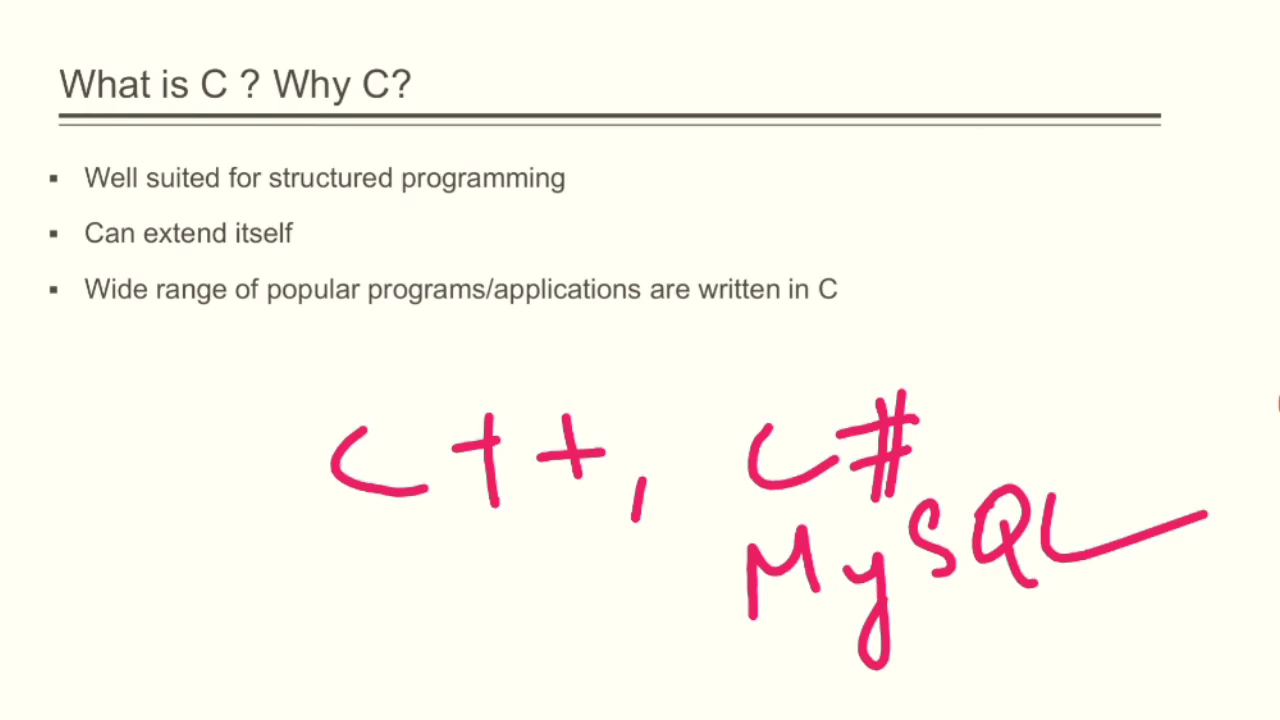 What is C ? Why C?
▪ Well suited for structured programming
▪ Can extend itself
▪ Wide range of popular programs/applications are written in C
C++, C#
MySQL